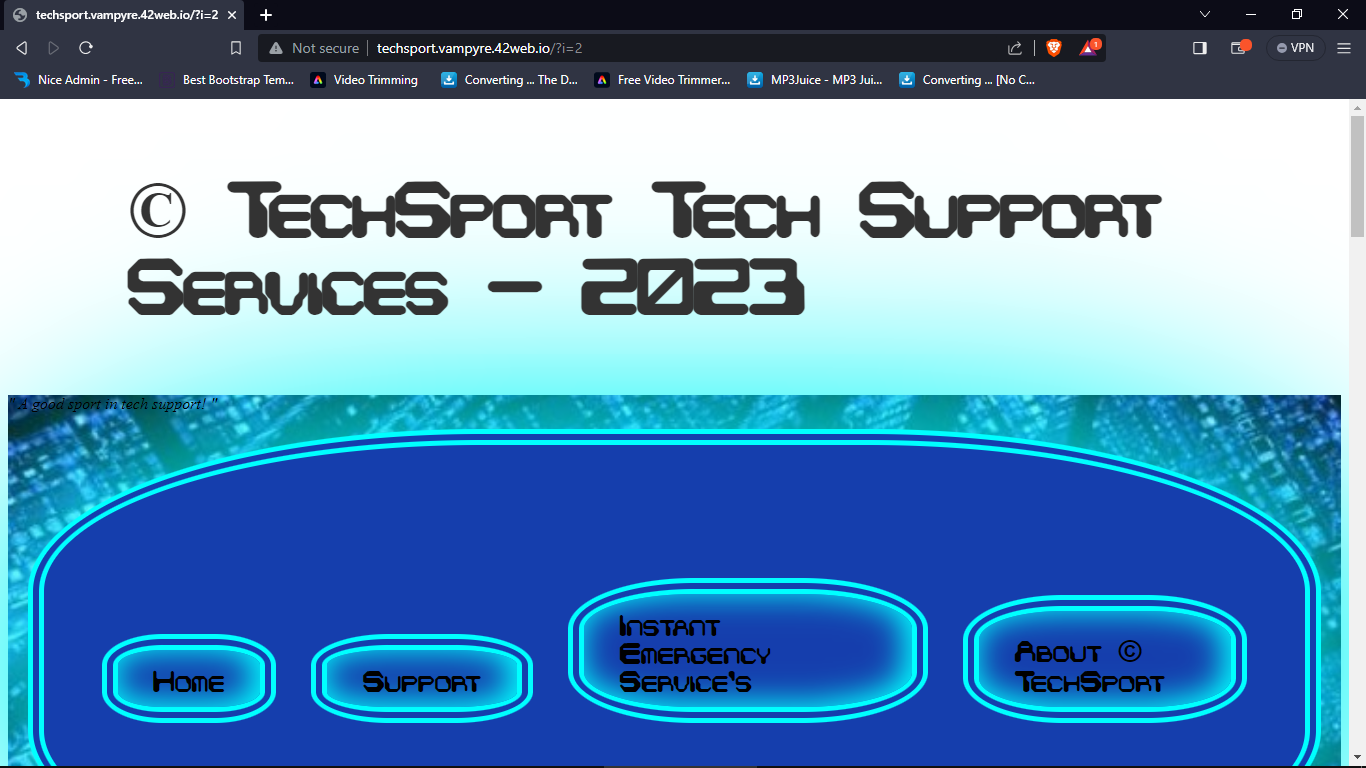 techsport.vampyre.42web.io/?i=2
Not secure techsport.vampyre.42web.io/?i=2
1
VPN
Nice Admin - Free... Best Bootstrap Tem... Video Trimming Converting ... The D... Free Video Trimmer... MP3Juice - MP3 Jui... Converting ... [No C...
© TechSport Tech Support
Services – 2023
" A good sport in tech support! "
Home
Support
Instant
Emergency
Service's
About ©
TechSport